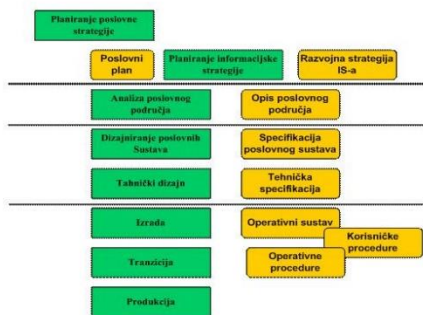 Planiranje poslovne
strategije
Poslovni
plan
Planiranje informacijske
strategije
Razvojna strategija
IS-a
Analiza poslovnog
područja
Opis poslovnog
područja
Dizajniranje poslovnih
Sustava
Specifikacija
poslovnog sustava
Tahnički dizajn
Tehnička
specifikacija
Izrada
Operativni sustav
Korisničke
procedure
Tranzicija
Operativne
procedure
Produkcija